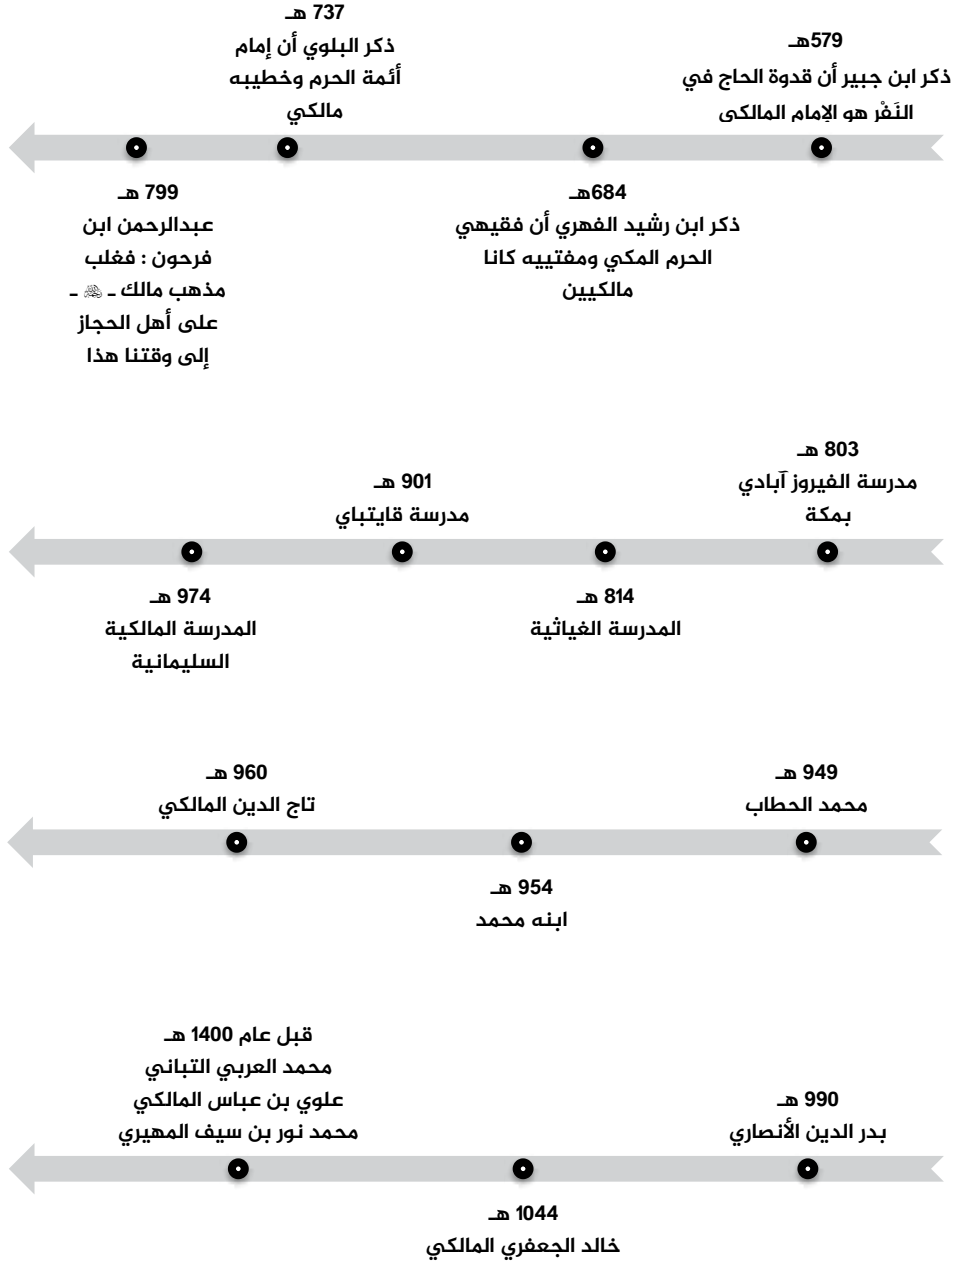 579هـ
ذكر ابن جبير أن قدوة الحاج في
النَفْر هو الإمام المالكي
684هـ
ذكر ابن رشيد الفهري أن فقيهي
الحرم المكي ومفتييه كانا
مالكيين
737 هـ
ذكر البلوي أن إمام
أئمة الحرم وخطيبه
مالكي
799 هـ
عبدالرحمن ابن
فرحون : فغلب
مذهب مالك ـ ـ
على أهل الحجاز
إلى وقتنا هذا
803 هـ
مدرسة الفيروز آبادي
بمكة
814 هـ
المدرسة الغياثية
901 هـ
مدرسة قايتباي
974 هـ
المدرسة المالكية
السليمانية
949 هـ
محمد الحطاب
954 هـ
ابنه محمد
960 هـ
تاج الدين المالكي
990 هـ
بدر الدين الأنصاري
1044 هـ
خالد الجعفري المالكي
قبل عام 1400 هـ
محمد العربي التباني
علوي بن عباس المالكي
محمد نور بن سيف المهيري